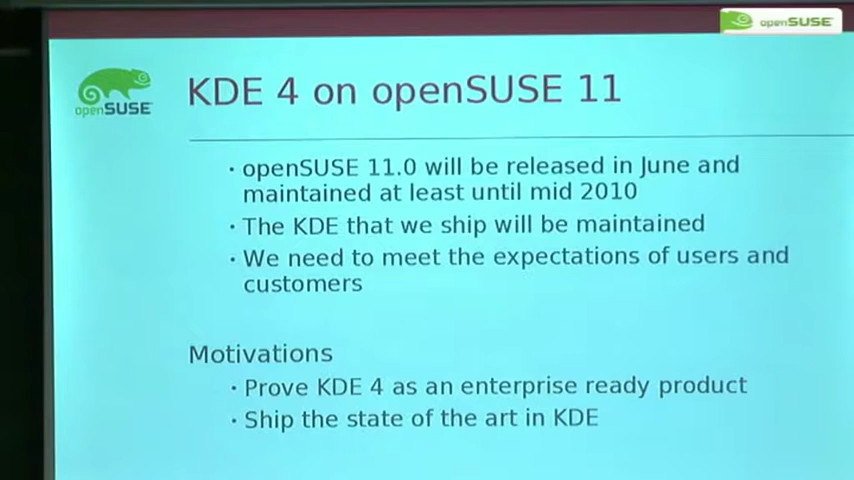 openSUSE
openSUSE
KDE 4 on openSUSE 11
· openSUSE 11.0 will be released in June and
maintained at least until mid 2010
· The KDE that we ship will be maintained
· We need to meet the expectations of users and
customers
Motivations
· Prove KDE 4 as an enterprise ready product
· Ship the state of the art in KDE